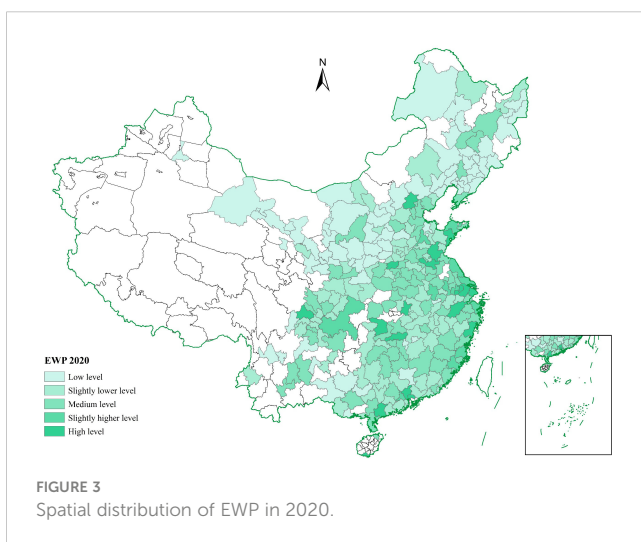 N
EWP 2020
Low level
Slightly lower level
Medium level
Slightly higher level
High level
FIGURE 3
Spatial distribution of EWP in 2020.